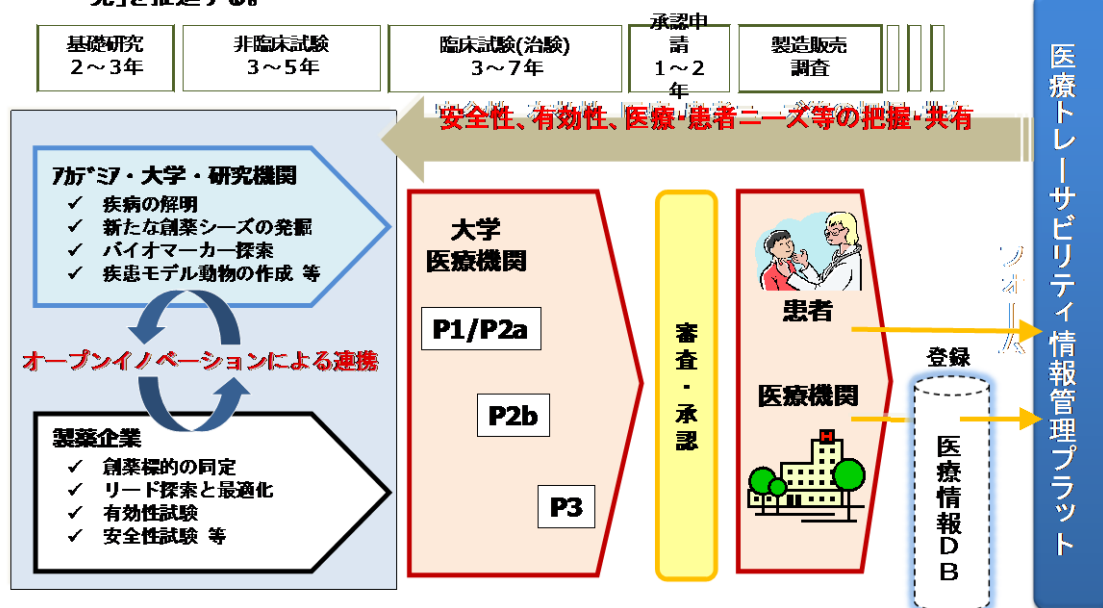 究」を推進する。
基礎研究
2～3年
非臨床試験
3～5年
臨床試験(治験)
3～7年
承認申
請
1～2
年
製造販売
調査
安全性、有効性、医療・患者ニーズ等の把握・共有
ｱｶﾃﾞﾐｱ・大学・研究機関
✓ 疾病の解明
✓ 新たな創薬シーズの発掘
✓ バイオマーカー探索
✓ 疾患モデル動物の作成 等
オープンイノベーションによる連携
製薬企業
✓ 創薬標的の同定
✓ リード探索と最適化
✓ 有効性試験
✓ 安全性試験 等
大学
医療機関
P1/P2a
P2b
P3
審査・承認
患者
医療機関
登録
医療情報DB
医療トレーサビリティ情報管理プラット
フォーム